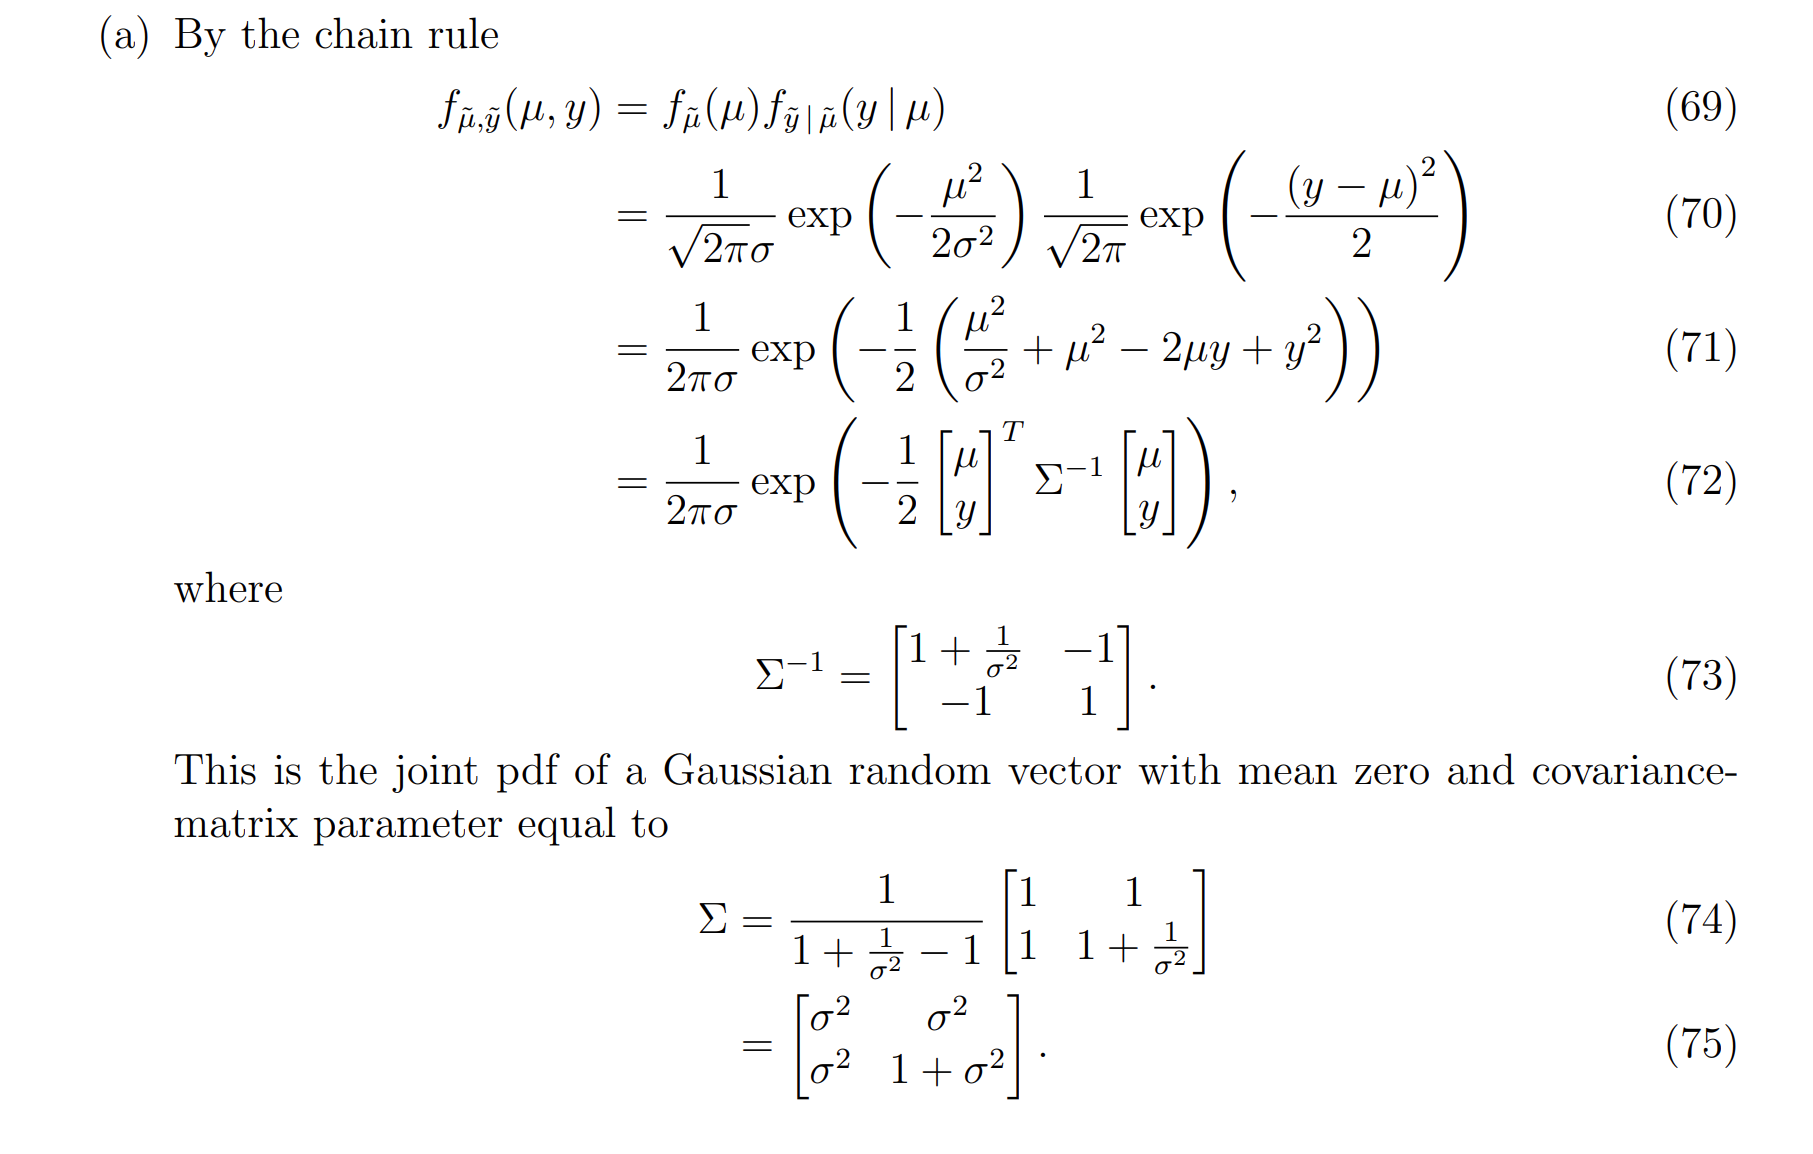 (a) By the chain rule
f_{\tilde{\mu},\tilde{y}}(\mu, y) = f_{\tilde{\mu}}(\mu) f_{\tilde{y} | \tilde{\mu}}(y | \mu) (69)
= \frac{1}{\sqrt{2\pi}\sigma} \exp\left(-\frac{\mu^2}{2\sigma^2}\right) \frac{1}{\sqrt{2\pi}} \exp\left(-\frac{(y - \mu)^2}{2}\right) (70)
= \frac{1}{2\pi\sigma} \exp\left(-\frac{1}{2}\left(\frac{\mu^2}{\sigma^2} + \mu^2 - 2\mu y + y^2\right)\right) (71)
= \frac{1}{2\pi\sigma} \exp\left(-\frac{1}{2}\begin{bmatrix}\mu \\ y\end{bmatrix}^T \Sigma^{-1} \begin{bmatrix}\mu \\ y\end{bmatrix}\right), (72)
where
\Sigma^{-1} = \begin{bmatrix}1 + \frac{1}{\sigma^2} & -1 \\ -1 & 1\end{bmatrix}. (73)
This is the joint pdf of a Gaussian random vector with mean zero and covariance-
matrix parameter equal to
\Sigma = \frac{1}{1 + \frac{1}{\sigma^2} - 1} \begin{bmatrix}1 & 1 \\ 1 & 1 + \frac{1}{\sigma^2}\end{bmatrix} (74)
= \begin{bmatrix}\sigma^2 & \sigma^2 \\ \sigma^2 & 1 + \sigma^2\end{bmatrix}. (75)